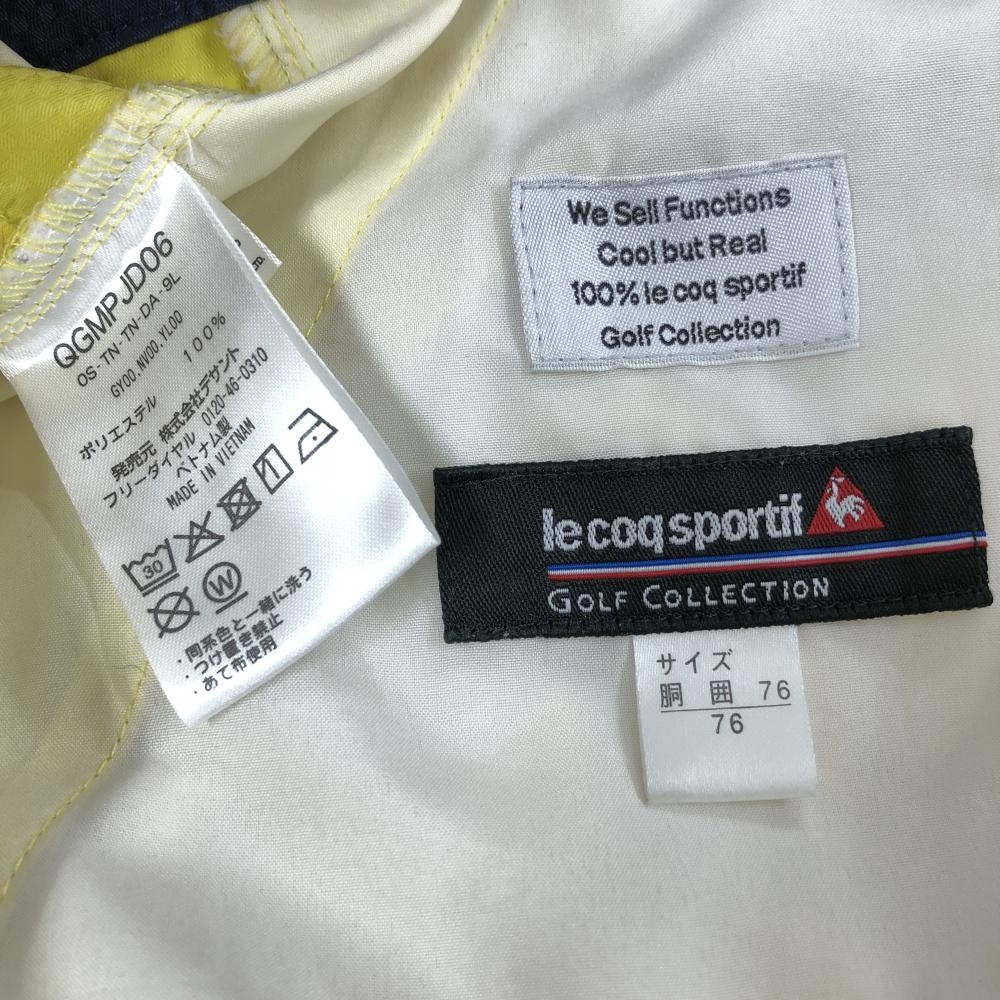 QGMPJD06
OS-TN-TN-DA-9L
GY00.NV00.YL00
ポリエステル 100%
発売元 株式会社デサント
フリーダイヤル 0120-46-0310
ベトナム製
MADE IN VIETNAM
30
W
・同系色と一緒に洗う
・つけ置き禁止
・あて布使用
We Sell Functions
Cool but Real
100% le coq sportif
Golf Collection
le coq sportif
GOLF COLLECTION
サイズ
胴囲 76
76